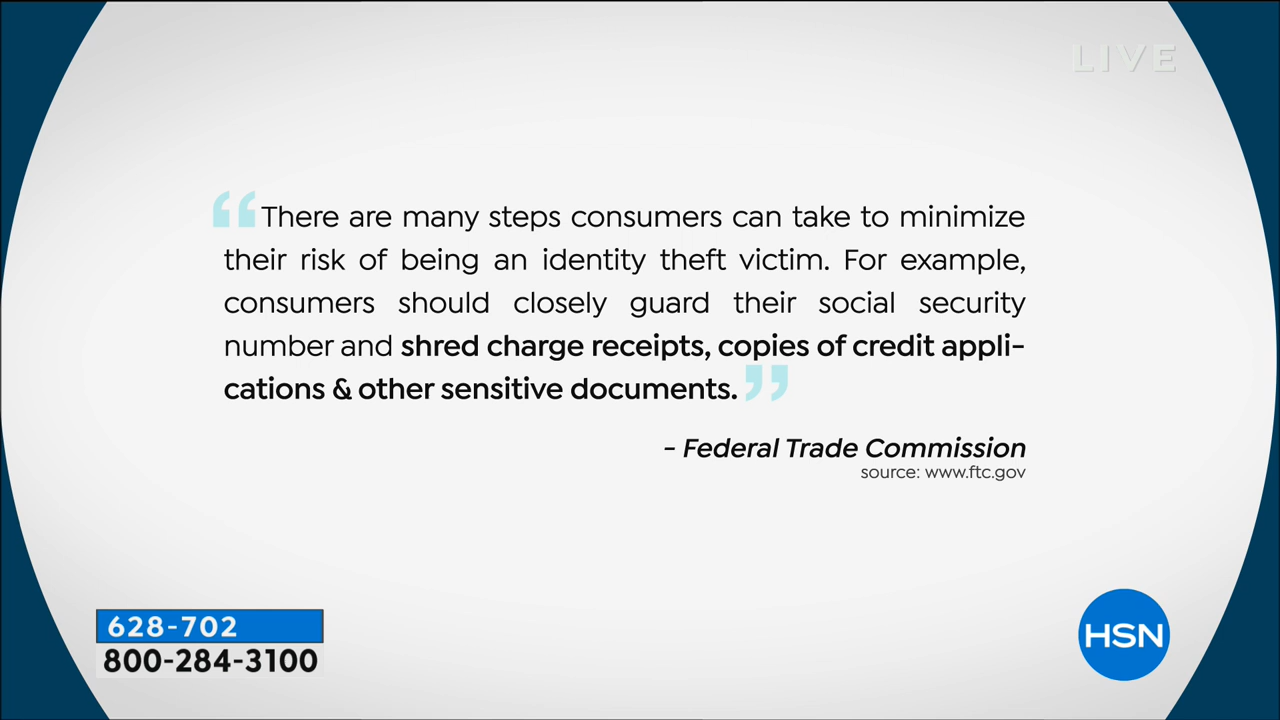 LIVE
“There are many steps consumers can take to minimize
their risk of being an identity theft victim. For example,
consumers should closely guard their social security
number and shred charge receipts, copies of credit appli-
cations & other sensitive documents.”
- Federal Trade Commission
source: www.ftc.gov
628-702
800-284-3100
HSN